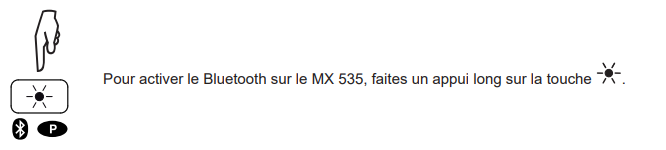 Pour activer le Bluetooth sur le MX 535, faites un appui long sur la touche .
P